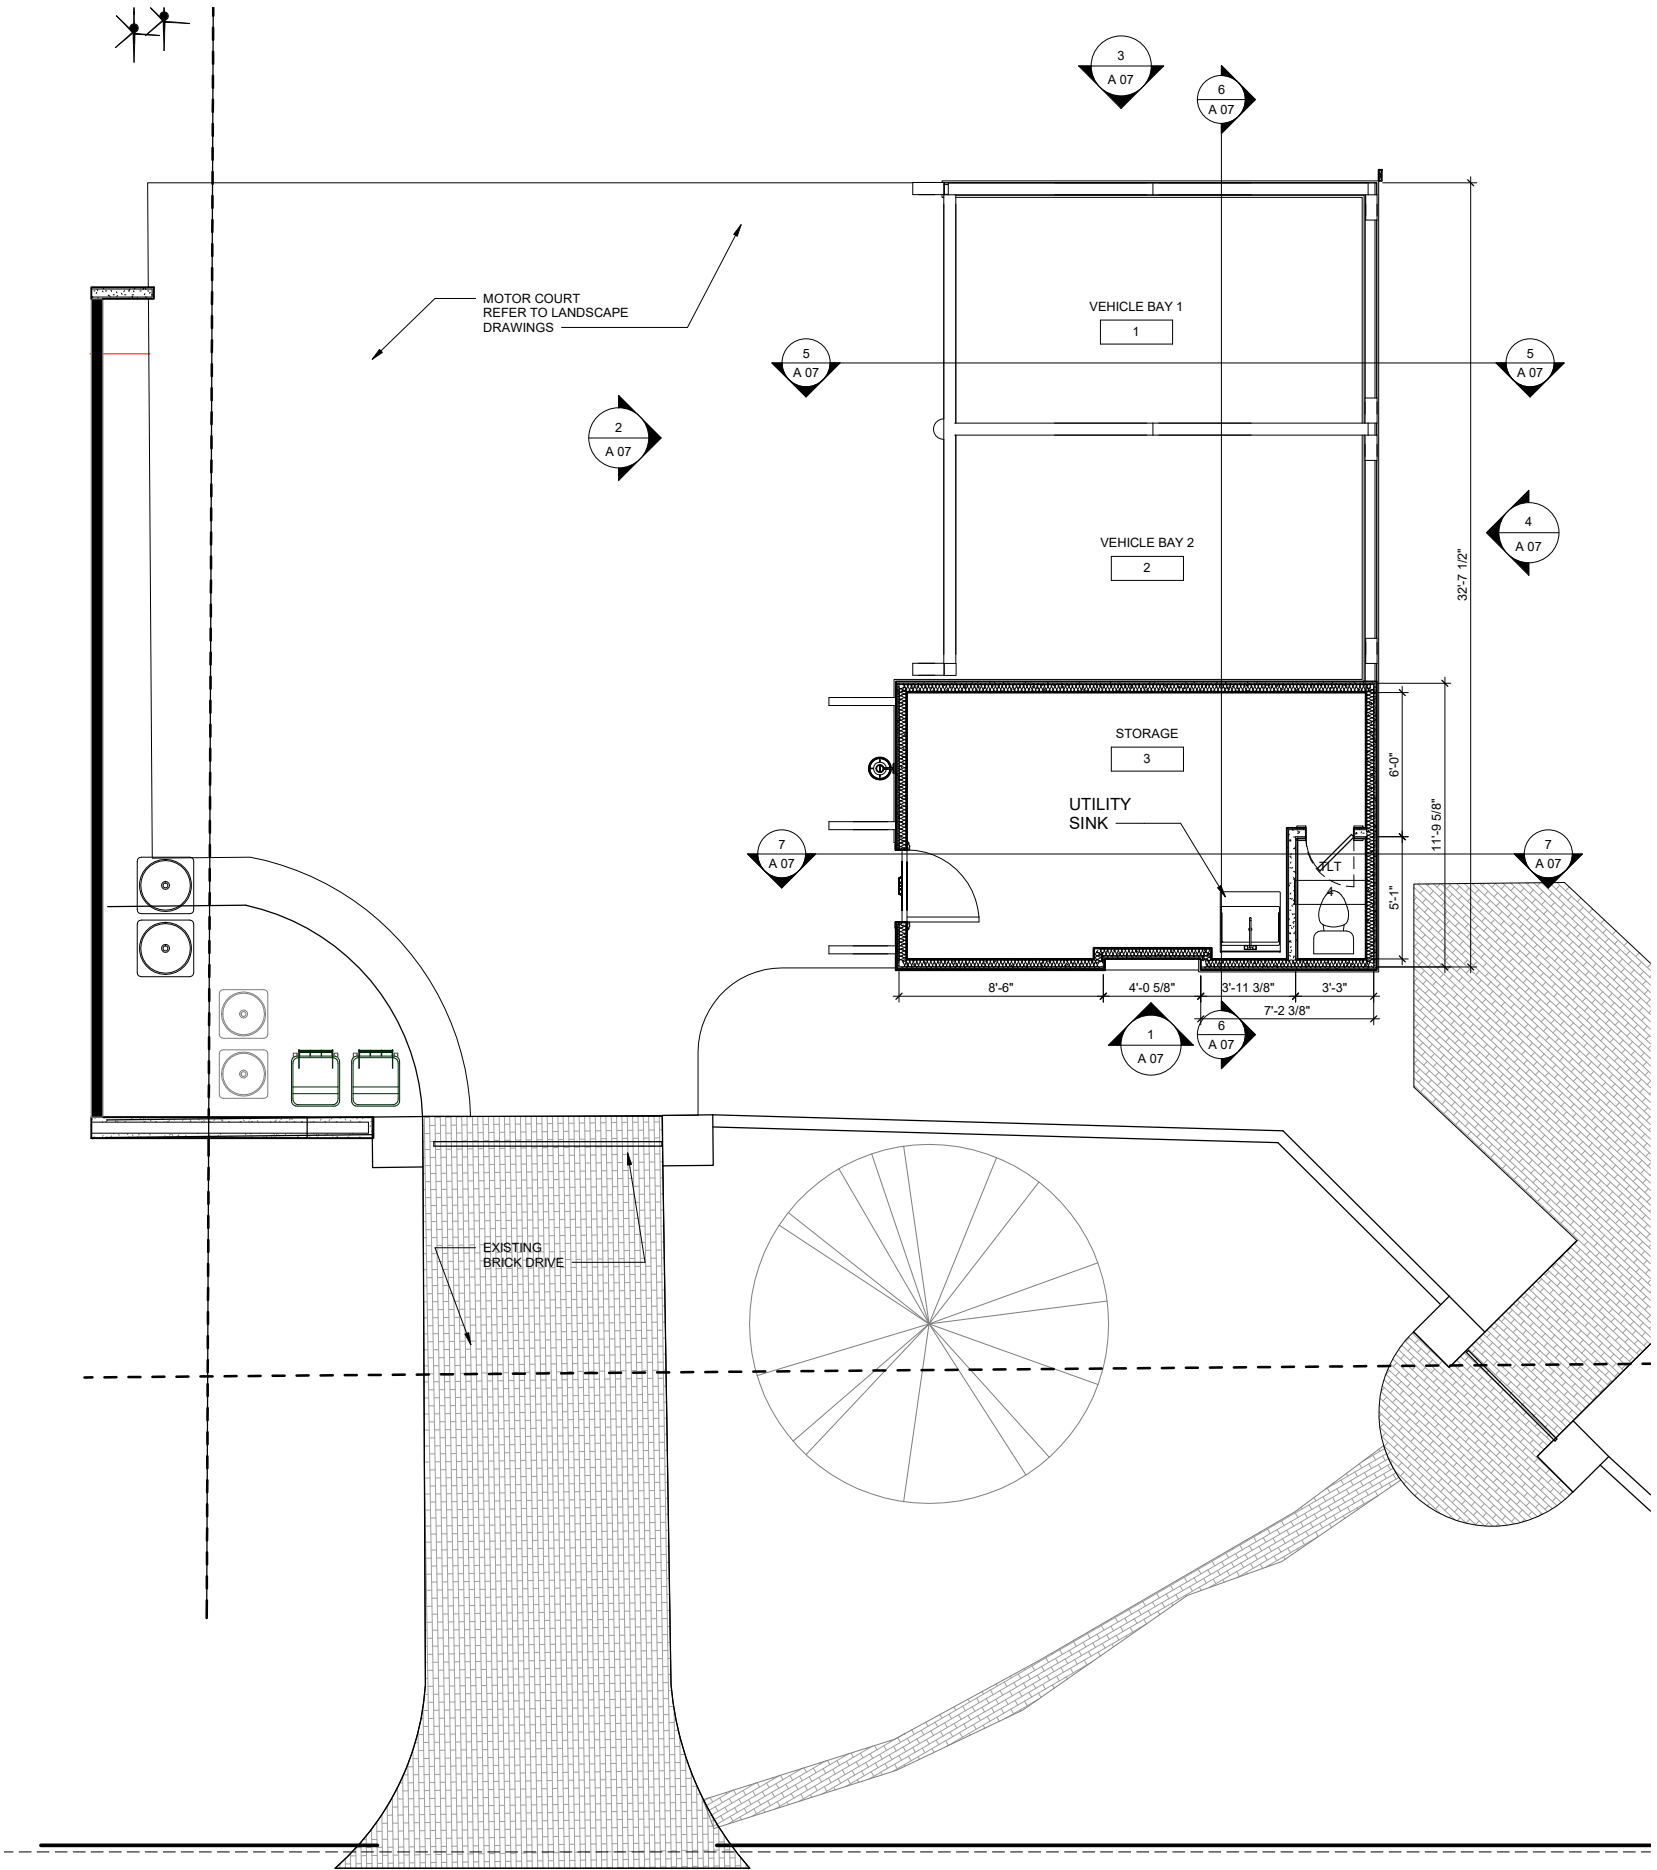 3
A 07
6
A 07
MOTOR COURT
REFER TO LANDSCAPE
DRAWINGS
VEHICLE BAY 1
1
5
A 07
5
A 07
2
A 07
4
A 07
VEHICLE BAY 2
2
32'-7 1/2"
STORAGE
3
6'-0"
UTILITY
SINK
11'-9 5/8"
7
A 07
7
A 07
TLT
4
5'-1"
8'-6"
4'-0 5/8"
3'-11 3/8"
3'-3"
7'-2 3/8"
1
A 07
6
A 07
EXISTING
BRICK DRIVE